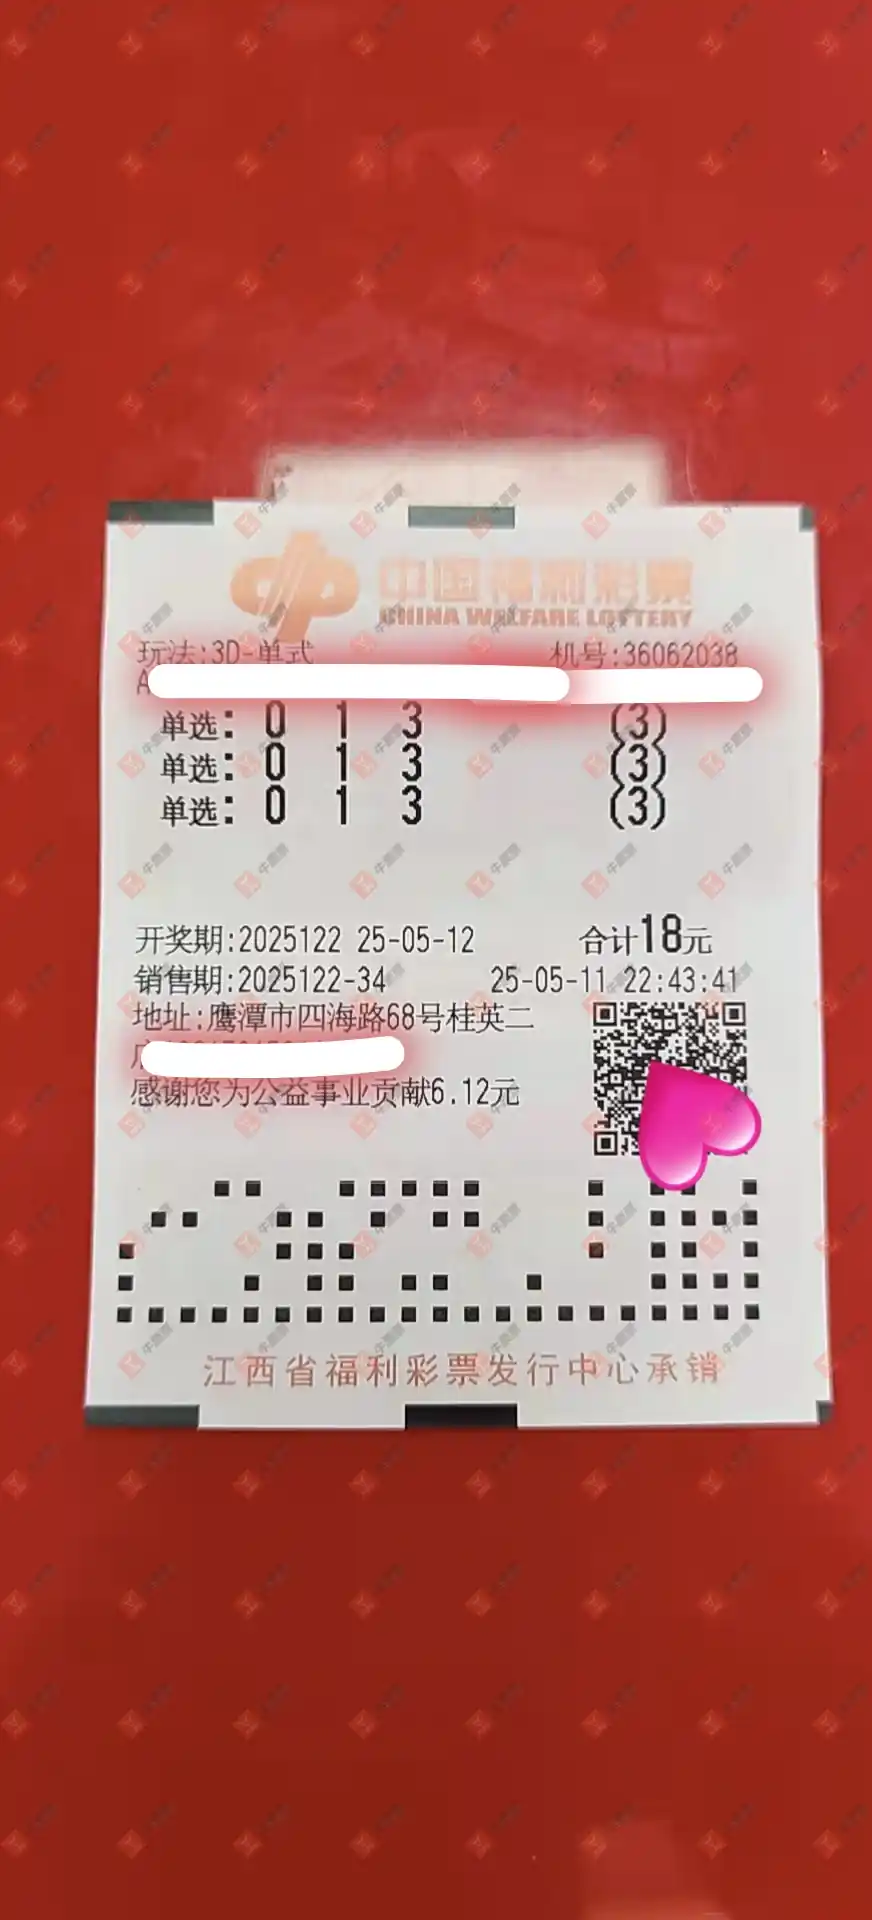 中国福利彩票
CHINA WELFARE LOTTERY
玩法:3D-单式 机号:36062038
A
单选: 0 1 3 (3)
单选: 0 1 3 (3)
单选: 0 1 3 (3)
开奖期:2025122 25-05-12 合计18元
销售期:2025122-34 25-05-11 22:43:41
地址:鹰潭市四海路68号桂英二
感谢您为公益事业贡献6.12元
江西省福利彩票发行中心承销